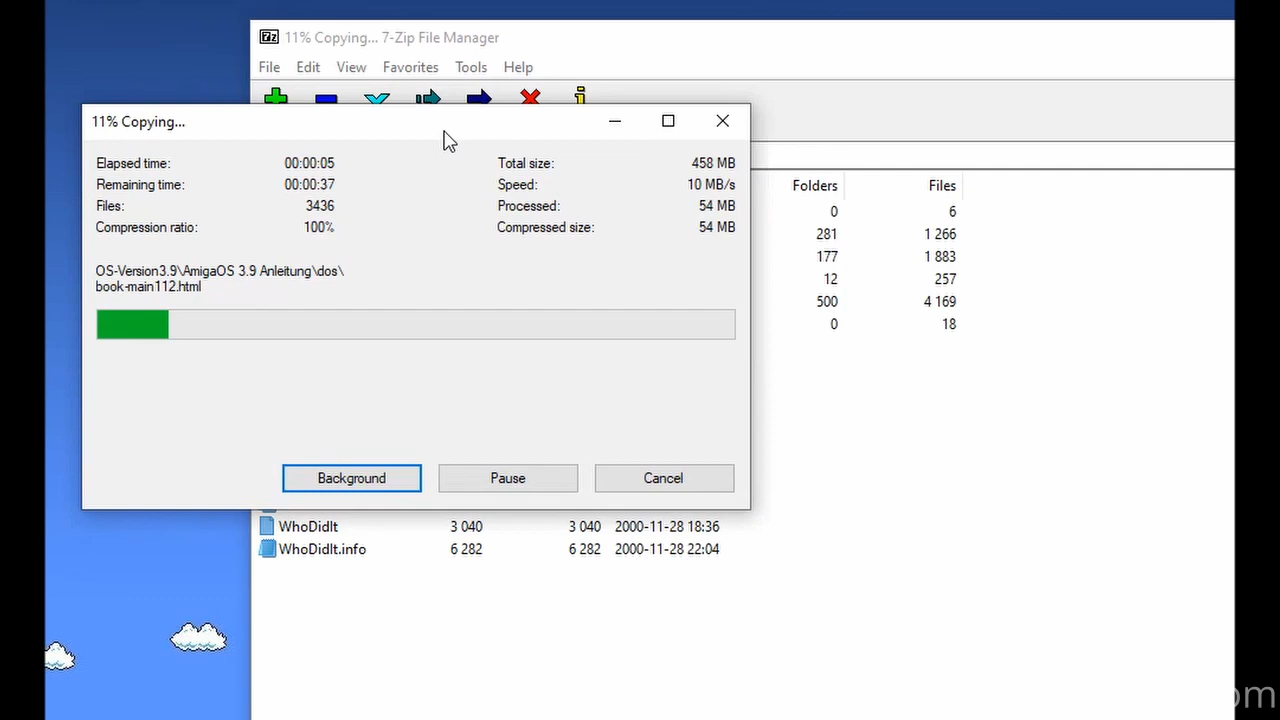 11% Copying... 7-Zip File Manager
File Edit View Favorites Tools Help
11% Copying...
Elapsed time: 00:00:05 Total size: 458 MB
Remaining time: 00:00:37 Speed: 10 MB/s
Files: 3436 Processed: 54 MB
Compression ratio: 100% Compressed size: 54 MB
OS-Version3.9\AmigaOS 3.9 Anleitung\dos\
book-main112.html
Background Pause Cancel
Folders Files
0 6
281 1 266
177 1 883
12 257
500 4 169
0 18
WhoDidIt 3 040 3 040 2000-11-28 18:36
WhoDidIt.info 6 282 6 282 2000-11-28 22:04